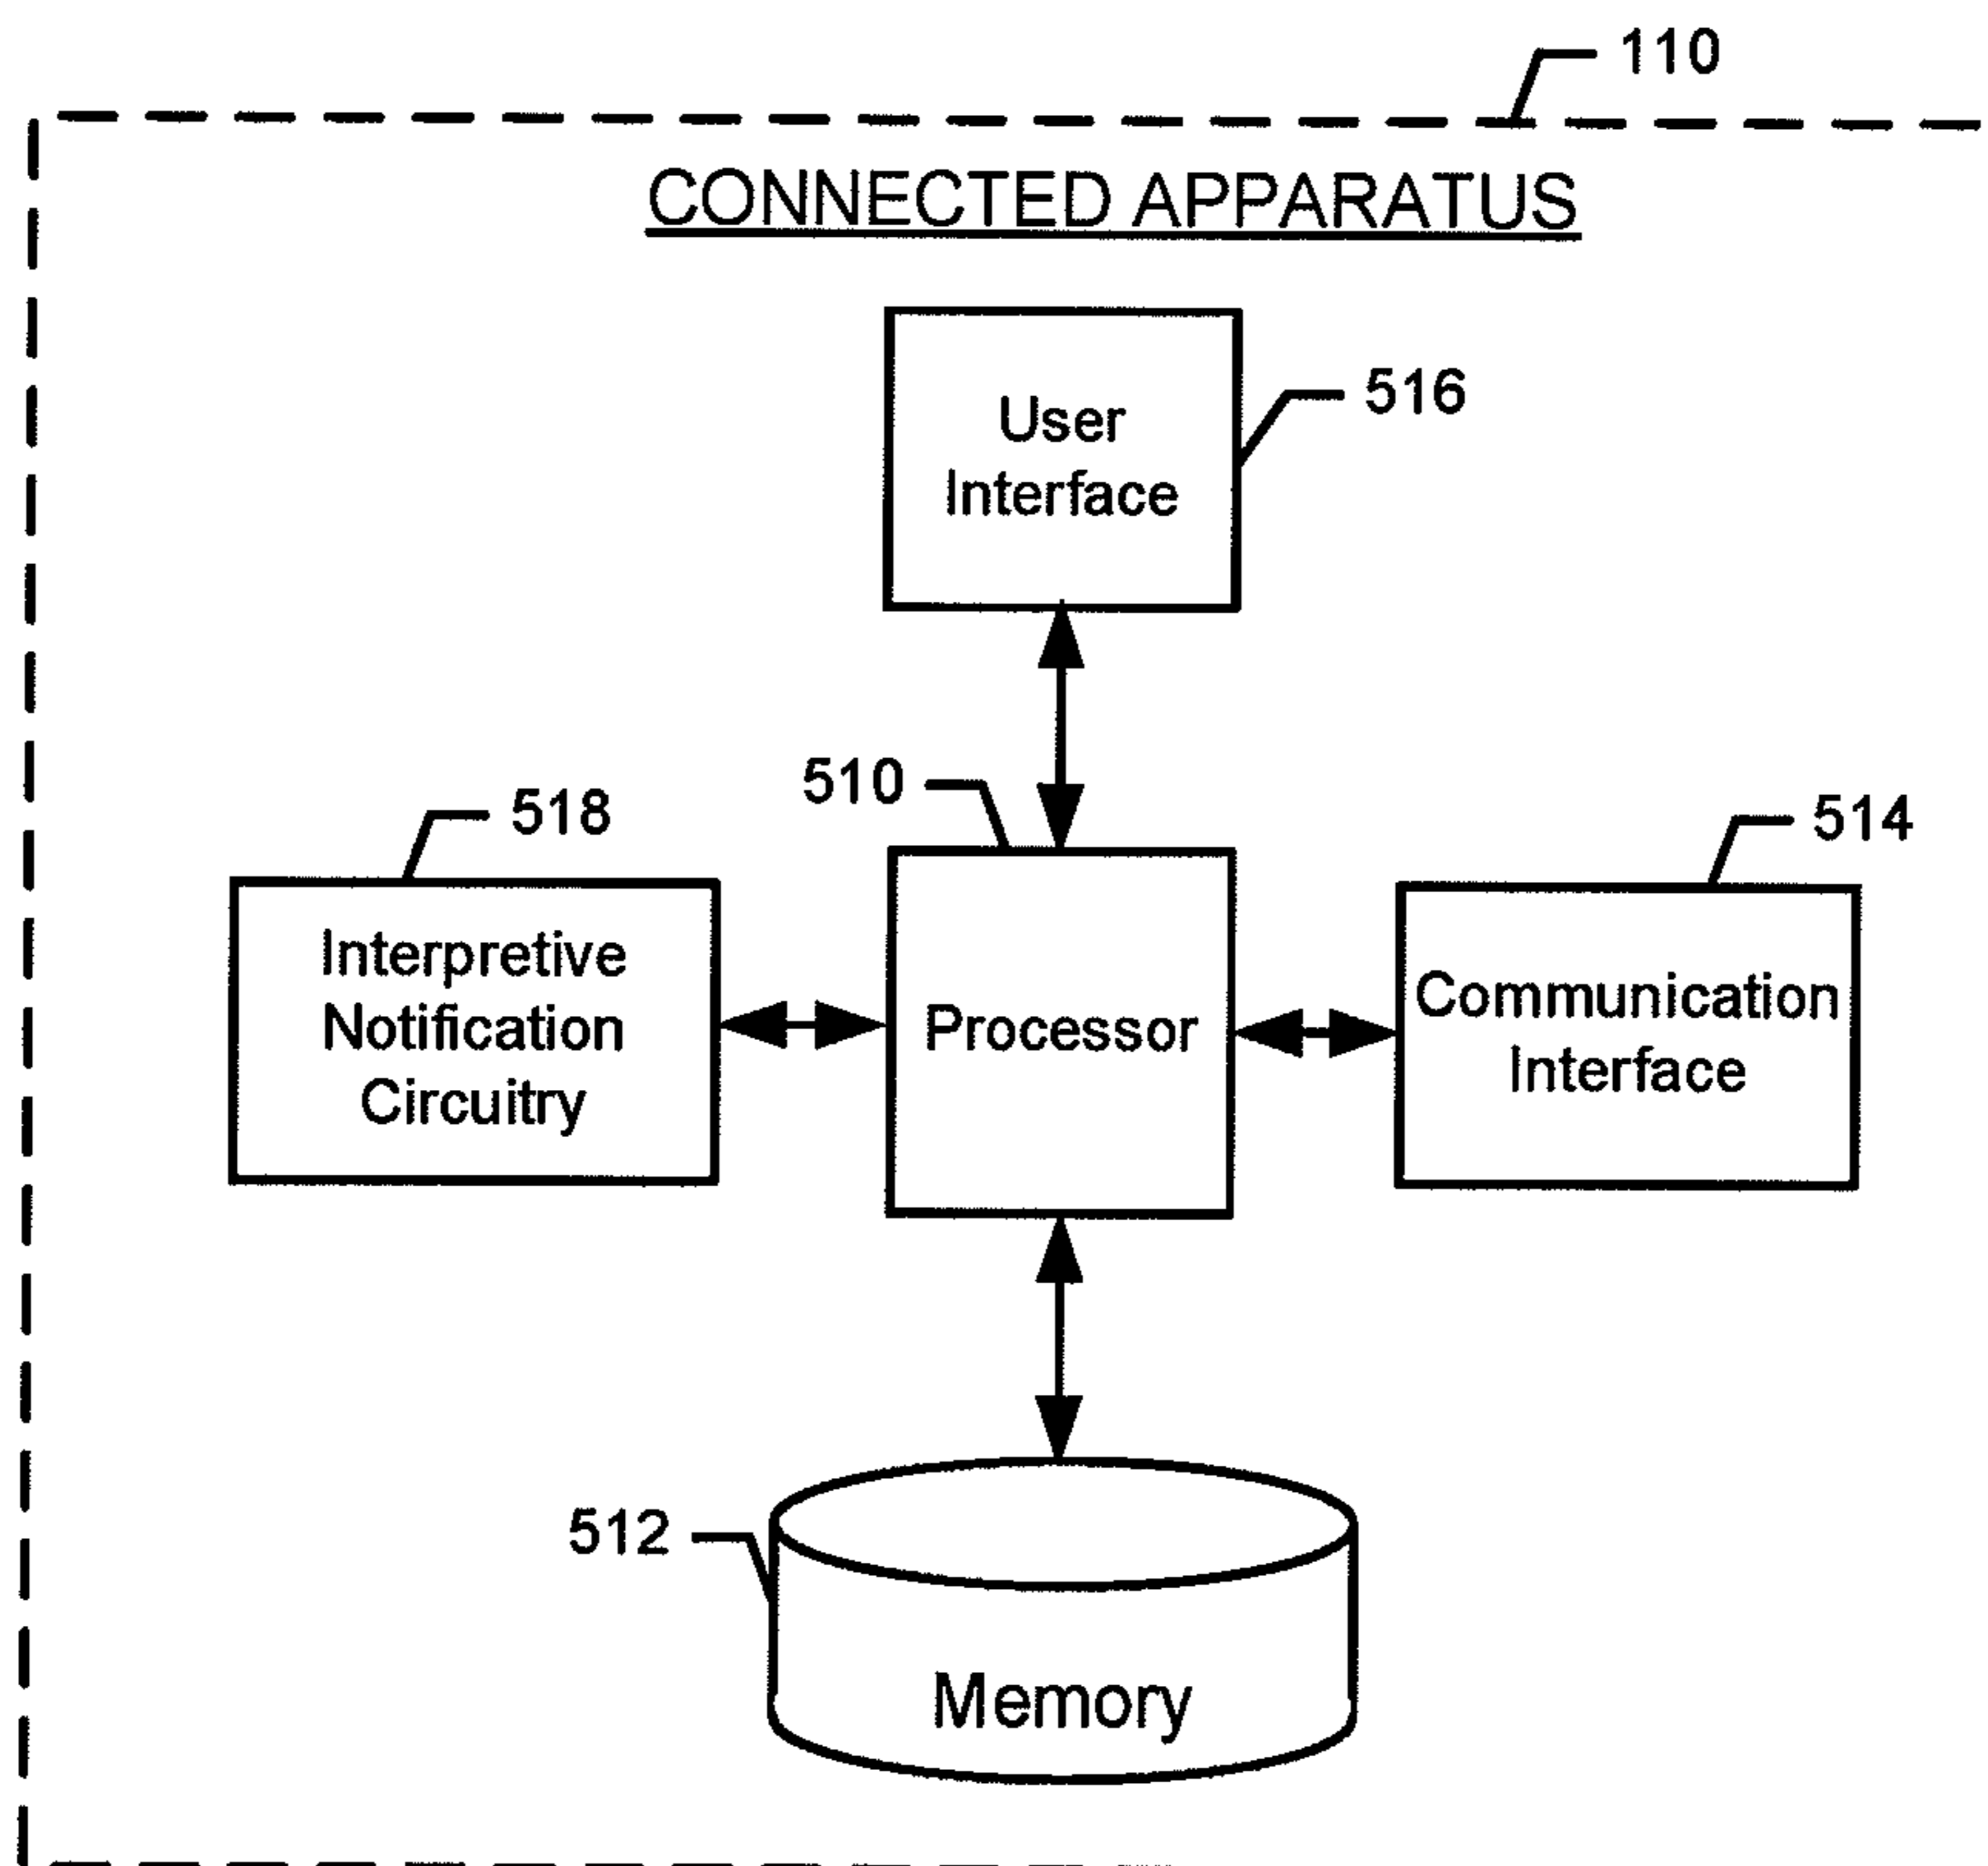 110
CONNECTED APPARATUS
User
Interface
516
510
518
514
Interpretive
Notification
Circuitry
Processor
Communication
Interface
512
Memory